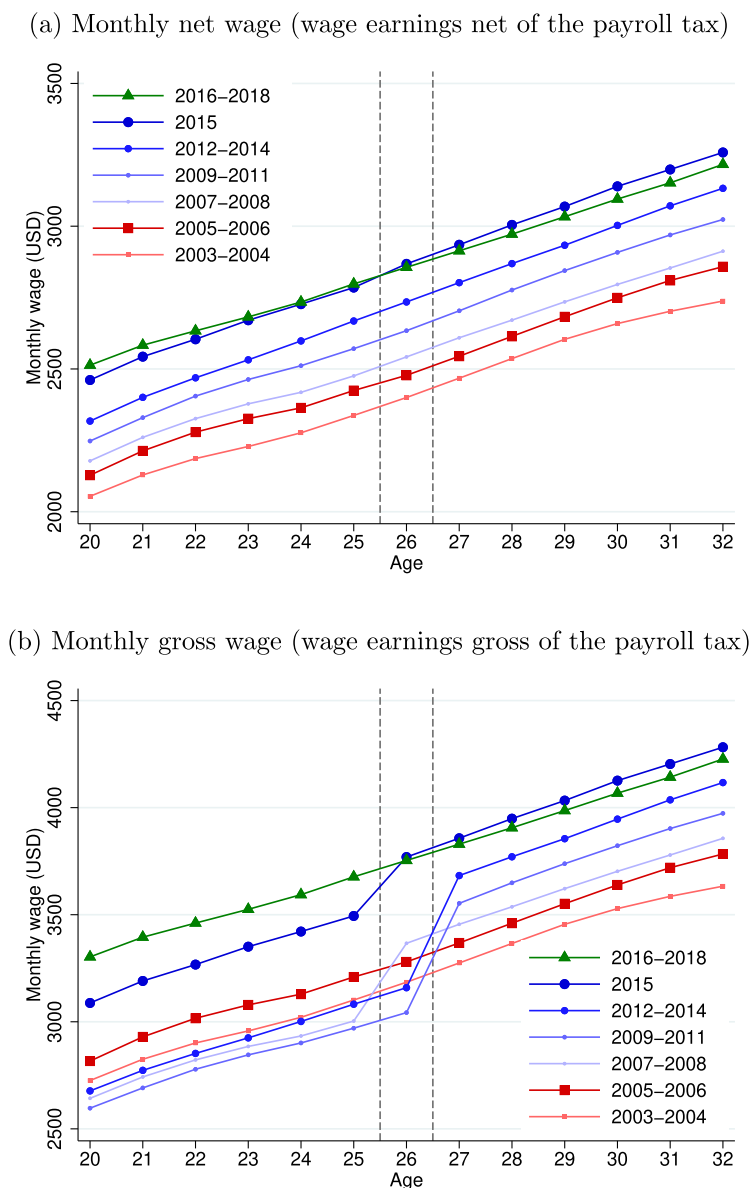 (a) Monthly net wage (wage earnings net of the payroll tax)
3500
3000
2500
2000
Monthly wage (USD)
2016−2018
2015
2012−2014
2009−2011
2007−2008
2005−2006
2003−2004
20 21 22 23 24 25 26 27 28 29 30 31 32
Age
(b) Monthly gross wage (wage earnings gross of the payroll tax)
4500
4000
3500
3000
2500
Monthly wage (USD)
2016−2018
2015
2012−2014
2009−2011
2007−2008
2005−2006
2003−2004
20 21 22 23 24 25 26 27 28 29 30 31 32
Age